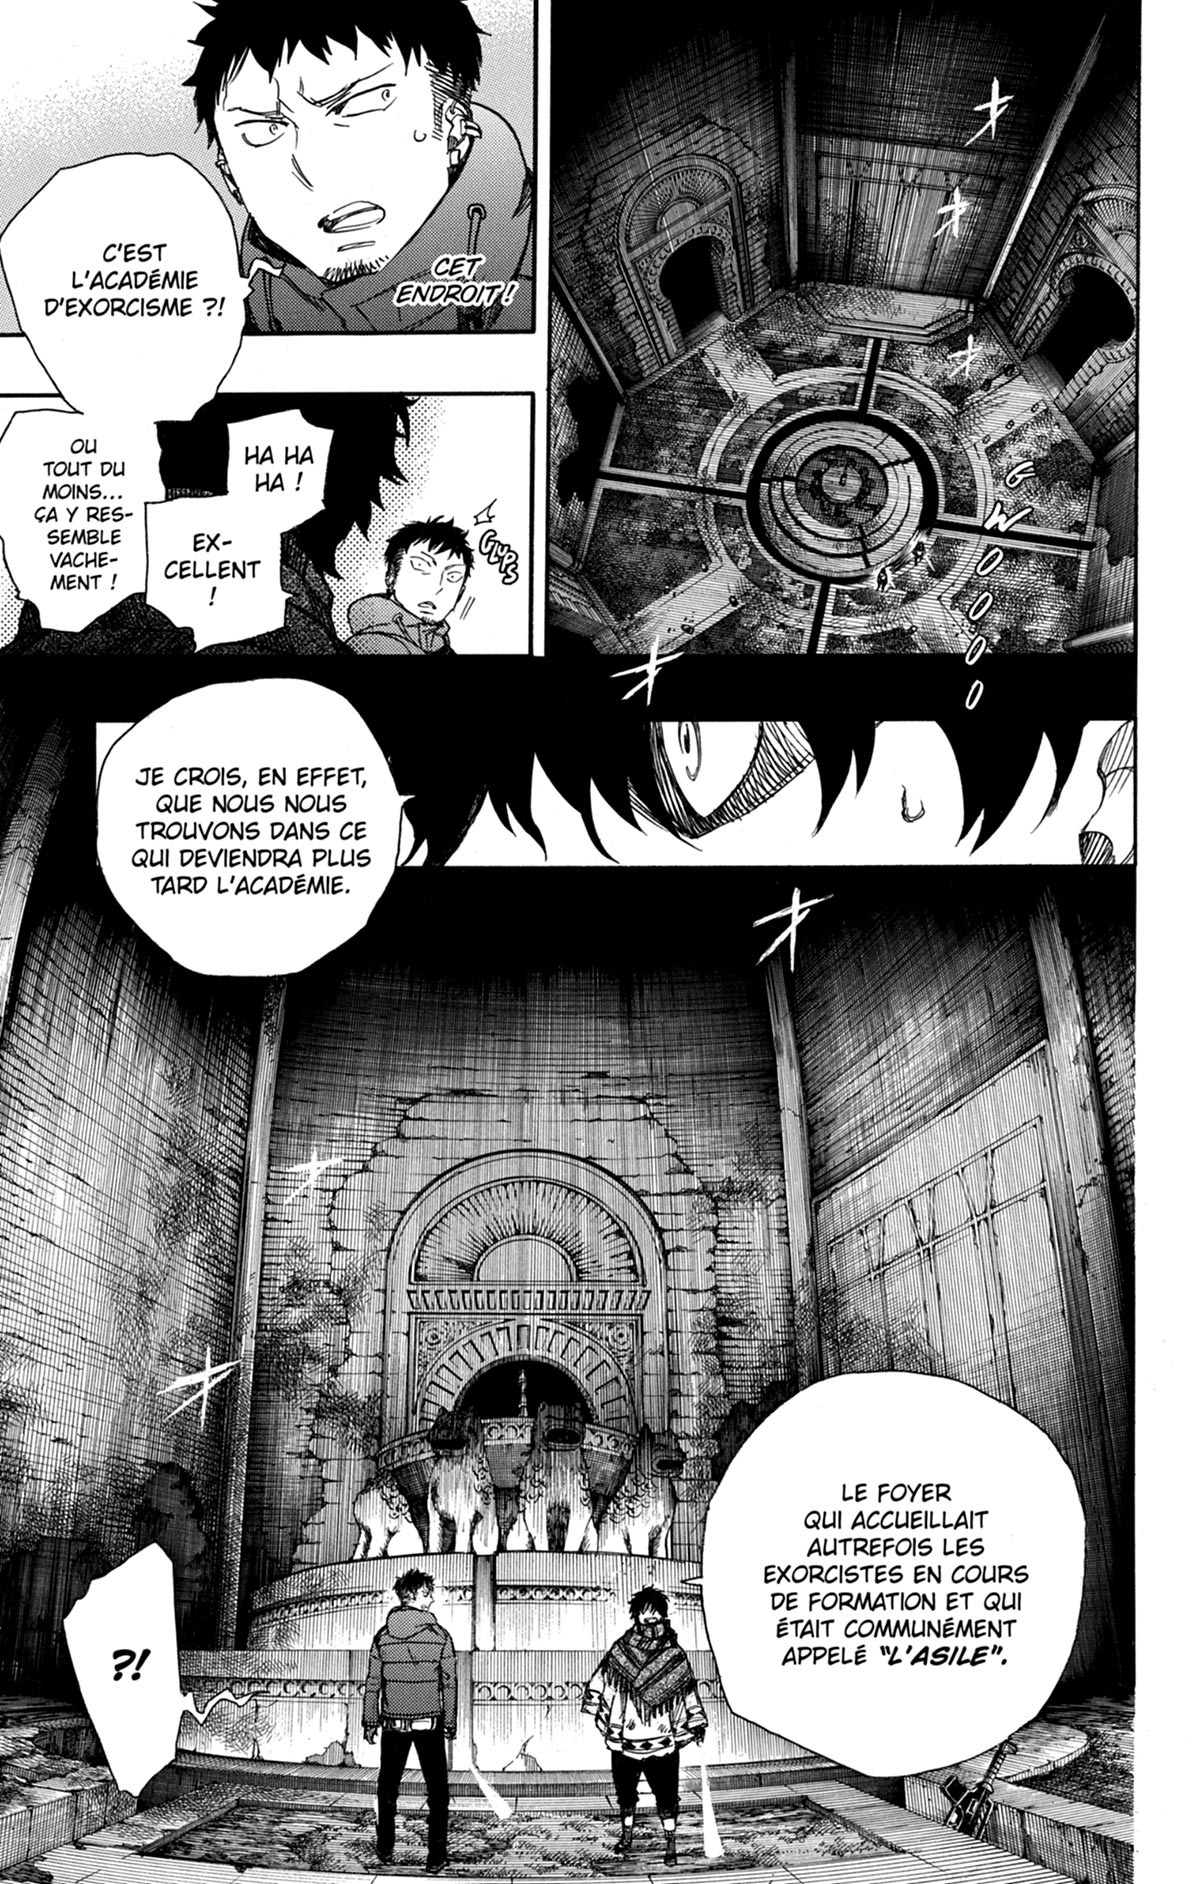 GWOOOO
CET
ENDROIT !
C'EST
L'ACADÉMIE
D'EXORCISME ?!
HA HA
HA !
EX-
CELLENT
!
OU
TOUT DU
MOINS...
ÇA Y RES-
SEMBLE
VACHE-
MENT !
JE CROIS, EN EFFET,
QUE NOUS NOUS
TROUVONS DANS CE
QUI DEVIENDRA PLUS
TARD L'ACADÉMIE.
LE FOYER
QUI ACCUEILLAIT
AUTREFOIS LES
EXORCISTES EN COURS
DE FORMATION ET QUI
ÉTAIT COMMUNÉMENT
APPELÉ "L'ASILE".
?!